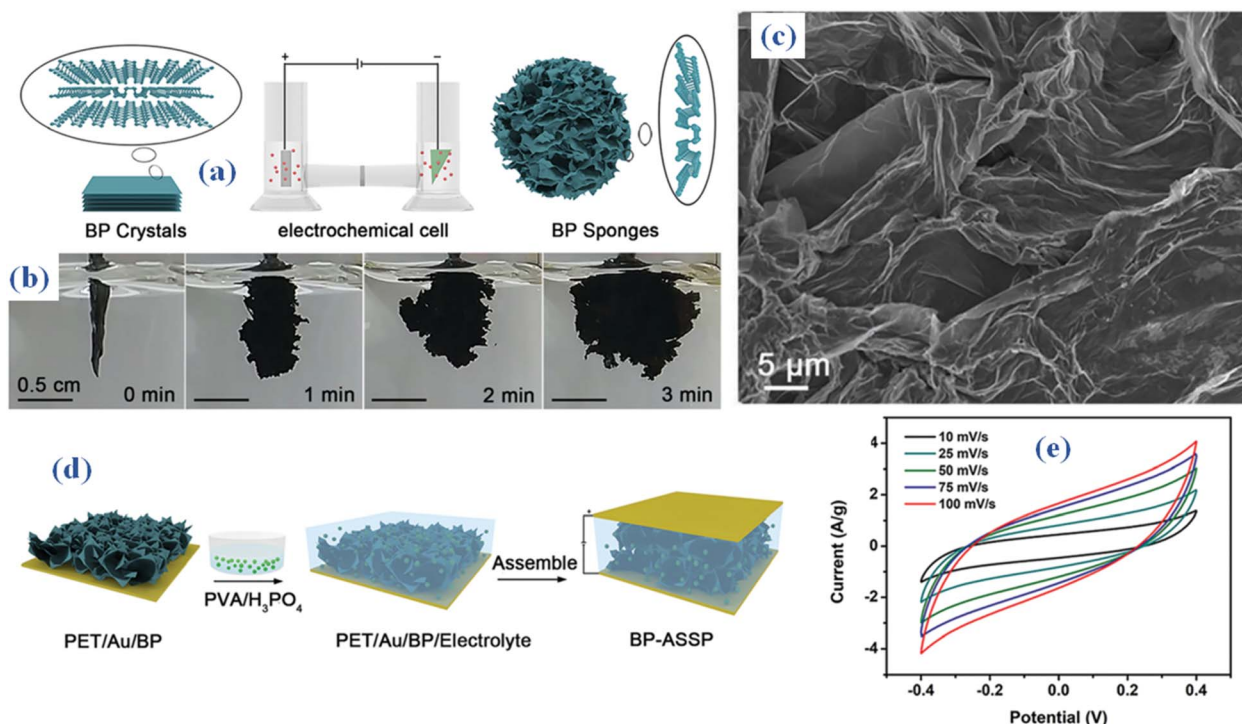 (a)
+ −
BP Crystals
electrochemical cell
BP Sponges
(b)
0.5 cm
0 min
1 min
2 min
3 min
(c)
5 μm
(d)
PET/Au/BP
PVA/H₃PO₄
PET/Au/BP/Electrolyte
Assemble
BP-ASSP
(e)
10 mV/s
25 mV/s
50 mV/s
75 mV/s
100 mV/s
Current (A/g)
4
2
0
-2
-4
-0.4 -0.2 0.0 0.2 0.4
Potential (V)